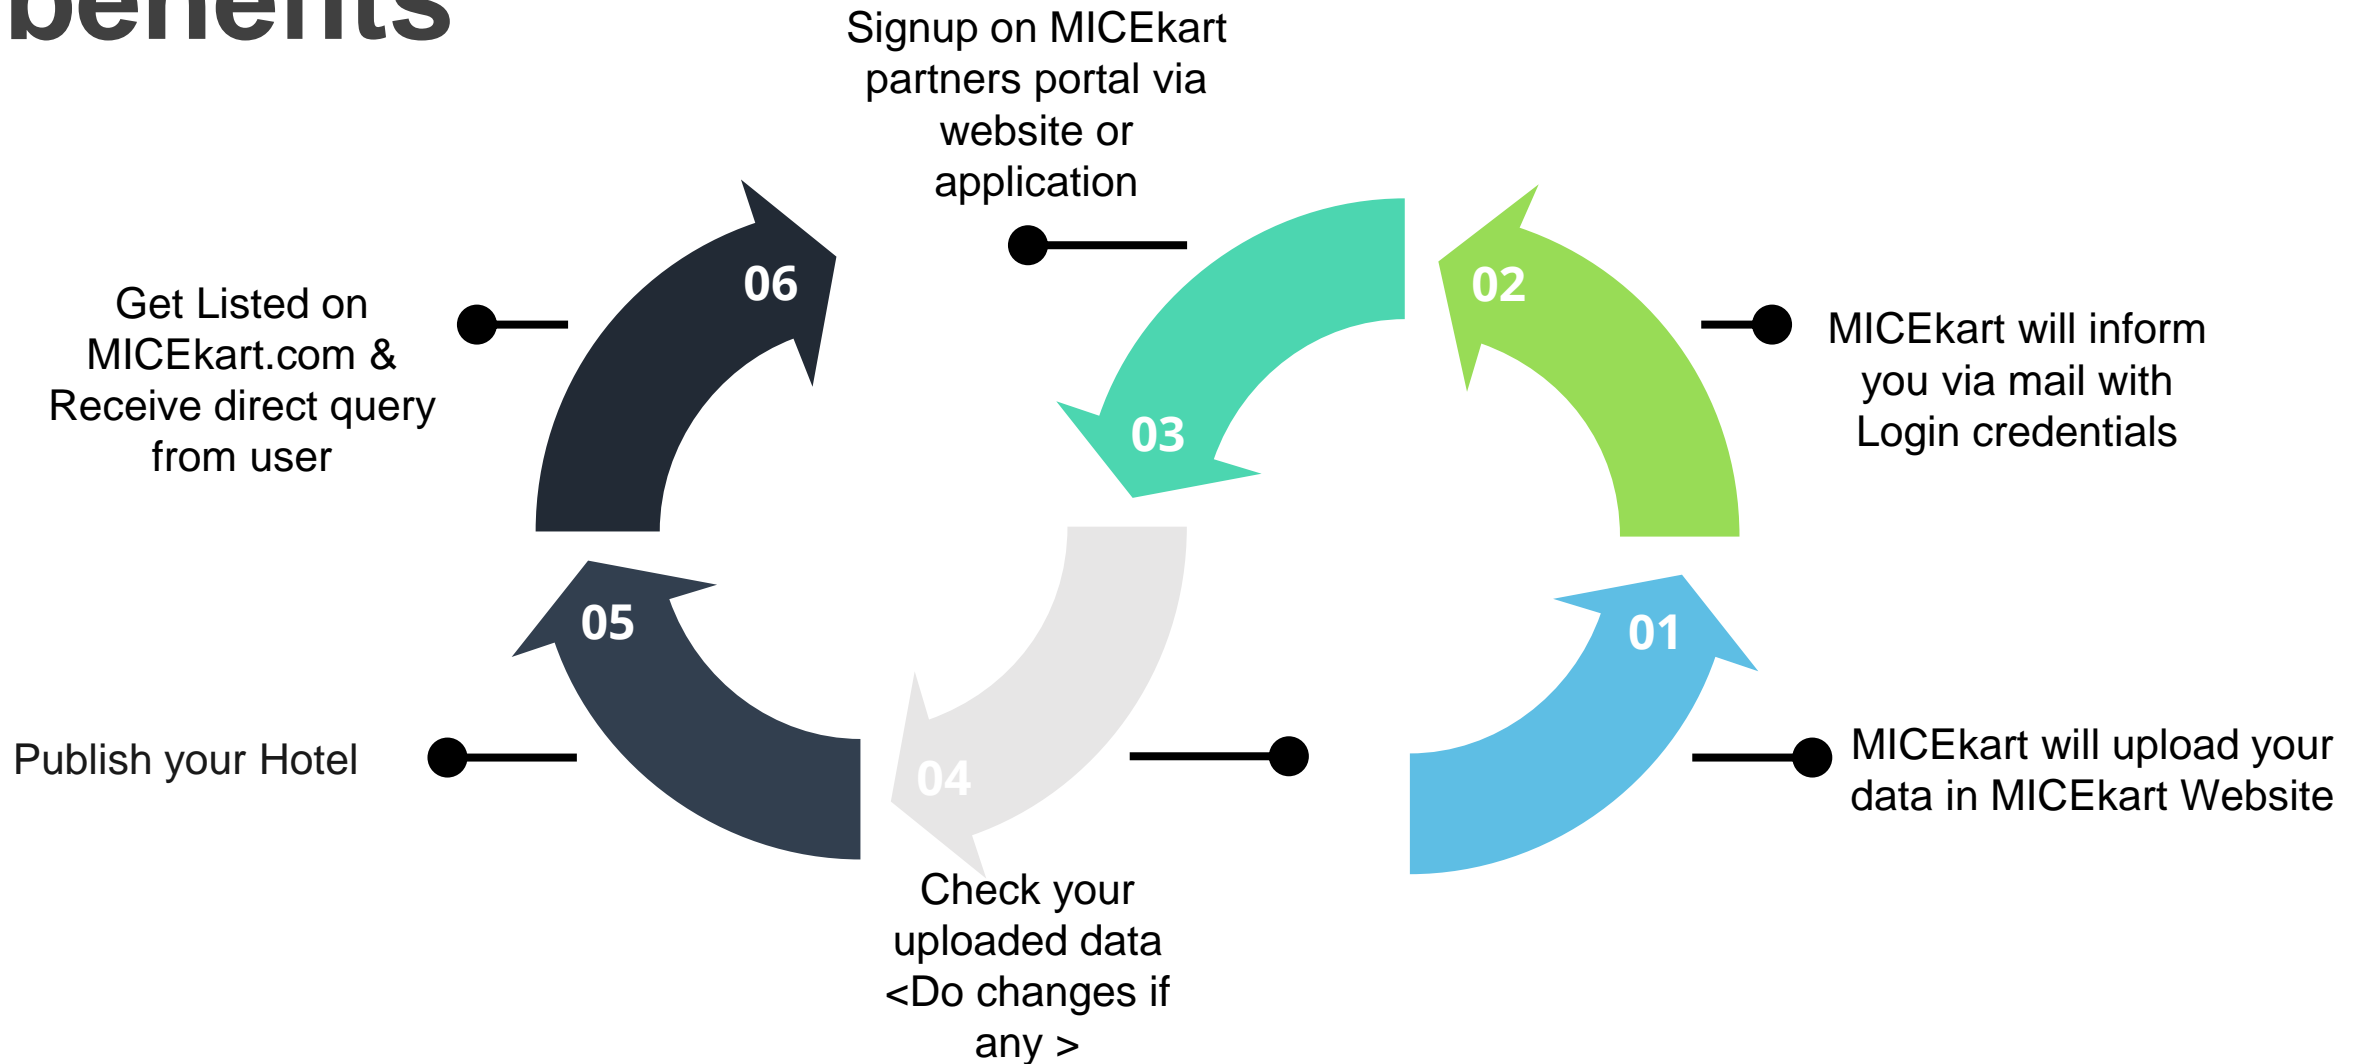 benefits
Signup on MICEkart
partners portal via
website or
application
06
02
03
Get Listed on
MICEkart.com &
Receive direct query
from user
MICEkart will inform
you via mail with
Login credentials
05
01
04
Publish your Hotel
MICEkart will upload your
data in MICEkart Website
Check your
uploaded data
<Do changes if
any >